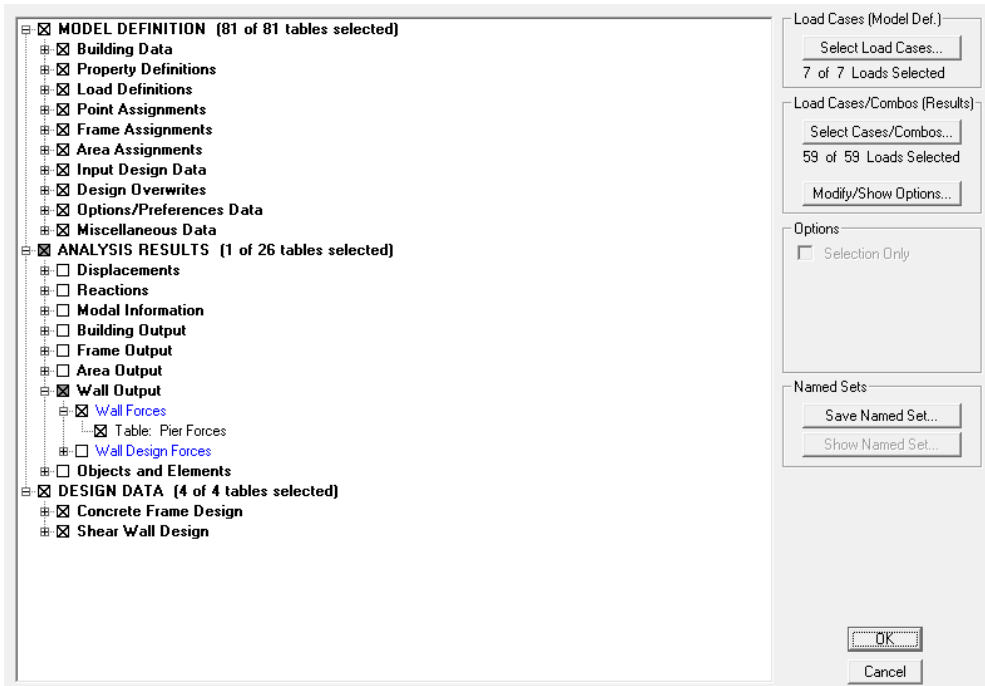 MODEL DEFINITION (81 of 81 tables selected)
Building Data
Property Definitions
Load Definitions
Point Assignments
Frame Assignments
Area Assignments
Input Design Data
Design Overwrites
Options/Preferences Data
Miscellaneous Data
ANALYSIS RESULTS (1 of 26 tables selected)
Displacements
Reactions
Modal Information
Building Output
Frame Output
Area Output
Wall Output
Wall Forces
Table: Pier Forces
Wall Design Forces
Objects and Elements
DESIGN DATA (4 of 4 tables selected)
Concrete Frame Design
Shear Wall Design
Load Cases (Model Def.)
Select Load Cases...
7 of 7 Loads Selected
Load Cases/Combos (Results)
Select Cases/Combos...
59 of 59 Loads Selected
Modify/Show Options...
Options
Selection Only
Named Sets
Save Named Set...
Show Named Set...
OK
Cancel